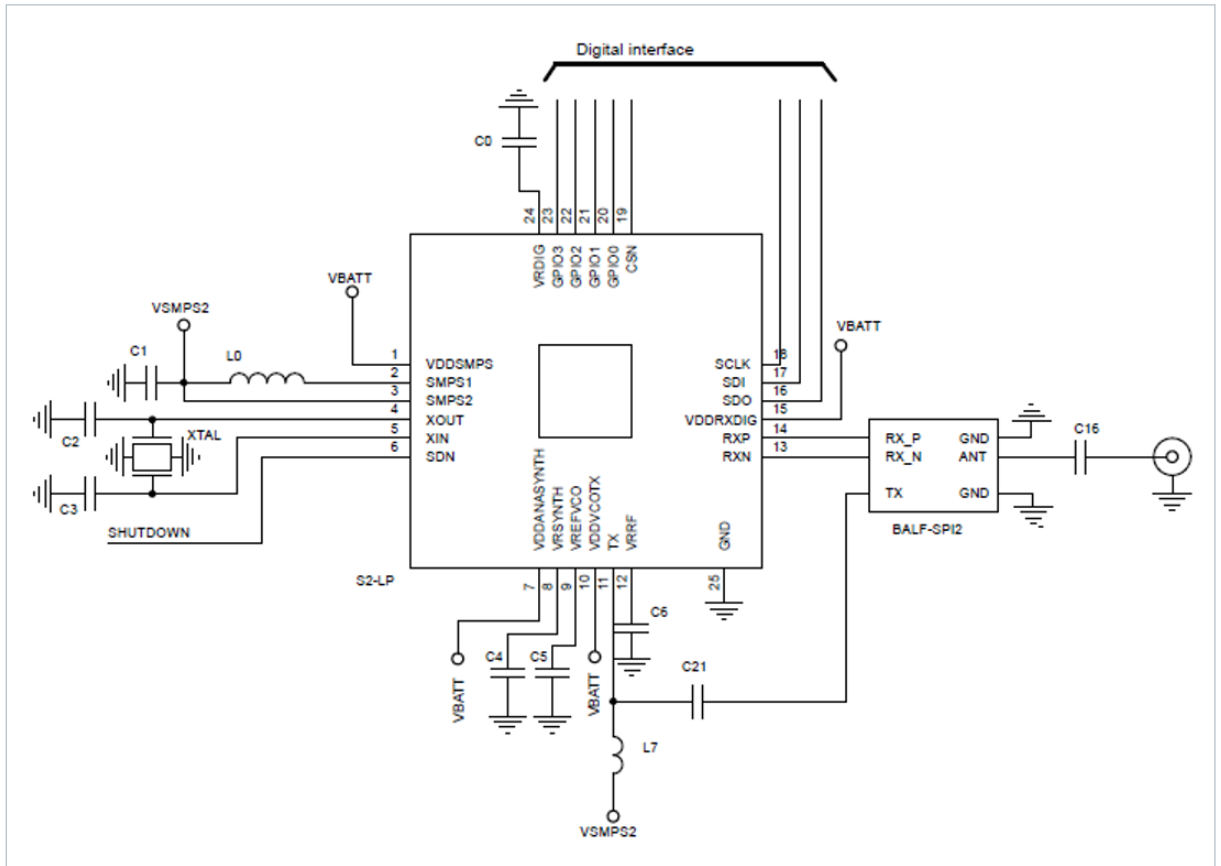 Digital interface
C0
24
23
22
21
20
19
VRDIG
GPIO3
GPIO2
GPIO1
GPIO0
CSN
VBATT
VSMPS2
C1
L0
1
VDDSMPS
2
SMPS1
3
SMPS2
4
XOUT
5
XIN
6
SDN
C2
XTAL
C3
SHUTDOWN
S2-LP
VBATT
SCLK
18
SDI
17
SDO
16
VDDRXDIG
15
RXP
14
RXN
13
RX_P
RX_N
TX
GND
ANT
GND
BALF-SPI2
C16
VDDANASYNTH
VRSYNTH
VREFVCO
VDDVCOTX
TX
VRRF
GND
7
8
9
10
11
12
25
VBATT
C4
C5
VBATT
C6
C21
L7
VSMPS2